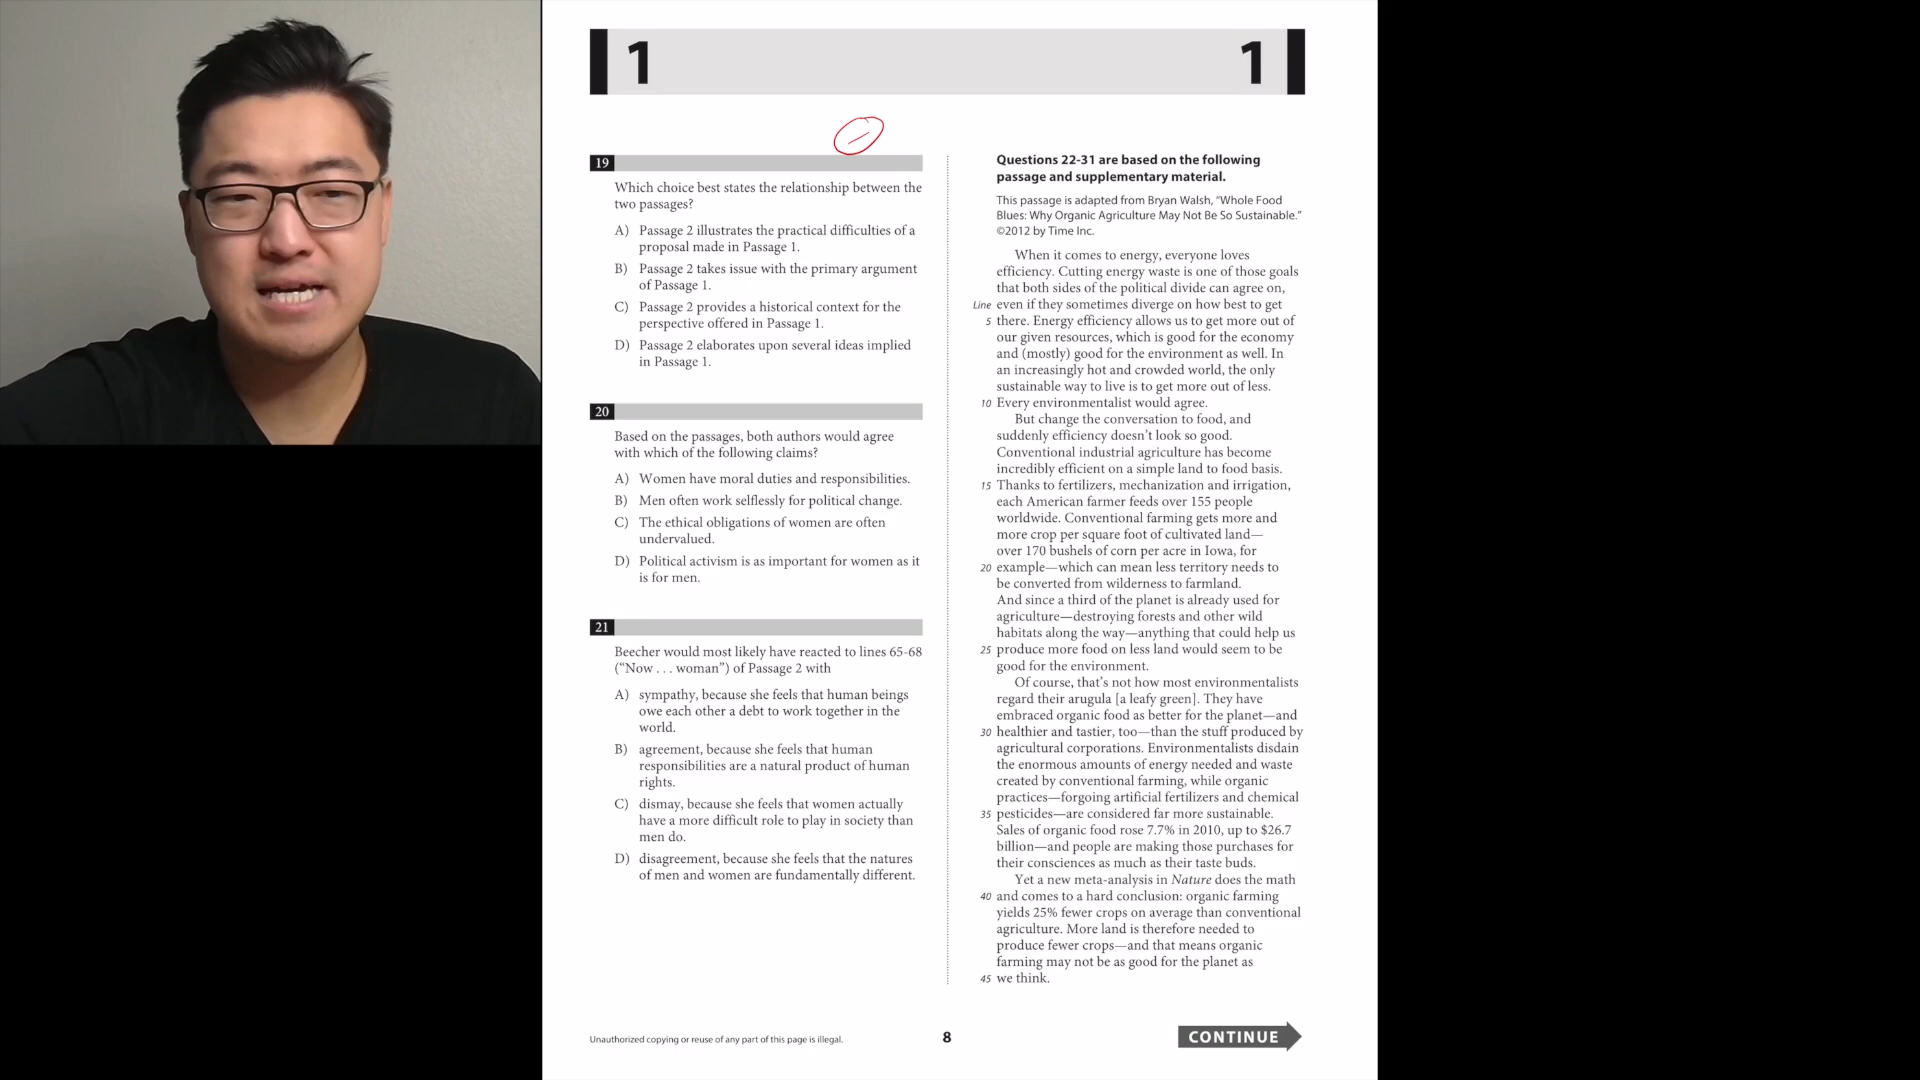 1
1
19
Which choice best states the relationship between the
two passages?
A) Passage 2 illustrates the practical difficulties of a
proposal made in Passage 1.
B) Passage 2 takes issue with the primary argument
of Passage 1.
C) Passage 2 provides a historical context for the
perspective offered in Passage 1.
D) Passage 2 elaborates upon several ideas implied
in Passage 1.
20
Based on the passages, both authors would agree
with which of the following claims?
A) Women have moral duties and responsibilities.
B) Men often work selflessly for political change.
C) The ethical obligations of women are often
undervalued.
D) Political activism is as important for women as it
is for men.
21
Beecher would most likely have reacted to lines 65-68
(“Now . . . woman”) of Passage 2 with
A) sympathy, because she feels that human beings
owe each other a debt to work together in the
world.
B) agreement, because she feels that human
responsibilities are a natural product of human
rights.
C) dismay, because she feels that women actually
have a more difficult role to play in society than
men do.
D) disagreement, because she feels that the natures
of men and women are fundamentally different.
Questions 22-31 are based on the following
passage and supplementary material.
This passage is adapted from Bryan Walsh, “Whole Food
Blues: Why Organic Agriculture May Not Be So Sustainable.”
©2012 by Time Inc.
When it comes to energy, everyone loves
efficiency. Cutting energy waste is one of those goals
that both sides of the political divide can agree on,
Line even if they sometimes diverge on how best to get
5 there. Energy efficiency allows us to get more out of
our given resources, which is good for the economy
and (mostly) good for the environment as well. In
an increasingly hot and crowded world, the only
sustainable way to live is to get more out of less.
10 Every environmentalist would agree.
But change the conversation to food, and
suddenly efficiency doesn’t look so good.
Conventional industrial agriculture has become
incredibly efficient on a simple land to food basis.
15 Thanks to fertilizers, mechanization and irrigation,
each American farmer feeds over 155 people
worldwide. Conventional farming gets more and
more crop per square foot of cultivated land—
over 170 bushels of corn per acre in Iowa, for
20 example—which can mean less territory needs to
be converted from wilderness to farmland.
And since a third of the planet is already used for
agriculture—destroying forests and other wild
habitats along the way—anything that could help us
25 produce more food on less land would seem to be
good for the environment.
Of course, that’s not how most environmentalists
regard their arugula [a leafy green]. They have
embraced organic food as better for the planet—and
30 healthier and tastier, too—than the stuff produced by
agricultural corporations. Environmentalists disdain
the enormous amounts of energy needed and waste
created by conventional farming, while organic
practices—forgoing artificial fertilizers and chemical
35 pesticides—are considered far more sustainable.
Sales of organic food rose 7.7% in 2010, up to $26.7
billion—and people are making those purchases for
their consciences as much as their taste buds.
Yet a new meta-analysis in Nature does the math
40 and comes to a hard conclusion: organic farming
yields 25% fewer crops on average than conventional
agriculture. More land is therefore needed to
produce fewer crops—and that means organic
farming may not be as good for the planet as
45 we think.
Unauthorized copying or reuse of any part of this page is illegal.
8
CONTINUE